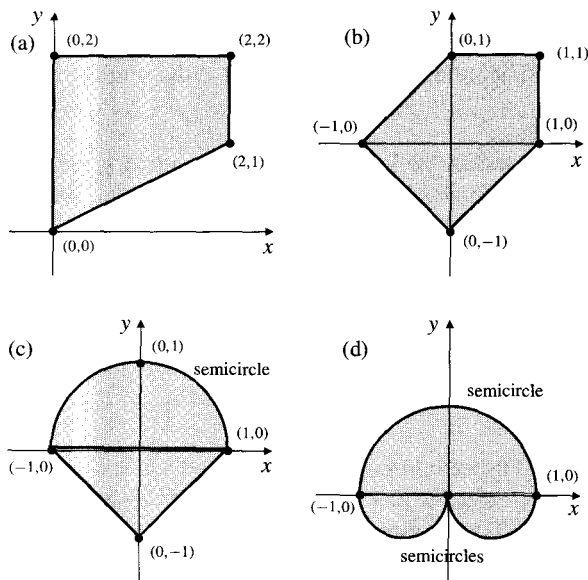 (a)
y
(0,2)
(2,2)
(2,1)
(0,0)
x
(b)
y
(0,1)
(1,1)
(−1,0)
(1,0)
x
(0,−1)
(c)
y
(0,1)
semicircle
(−1,0)
(1,0)
x
(0,−1)
(d)
y
semicircle
(−1,0)
(1,0)
x
semicircles